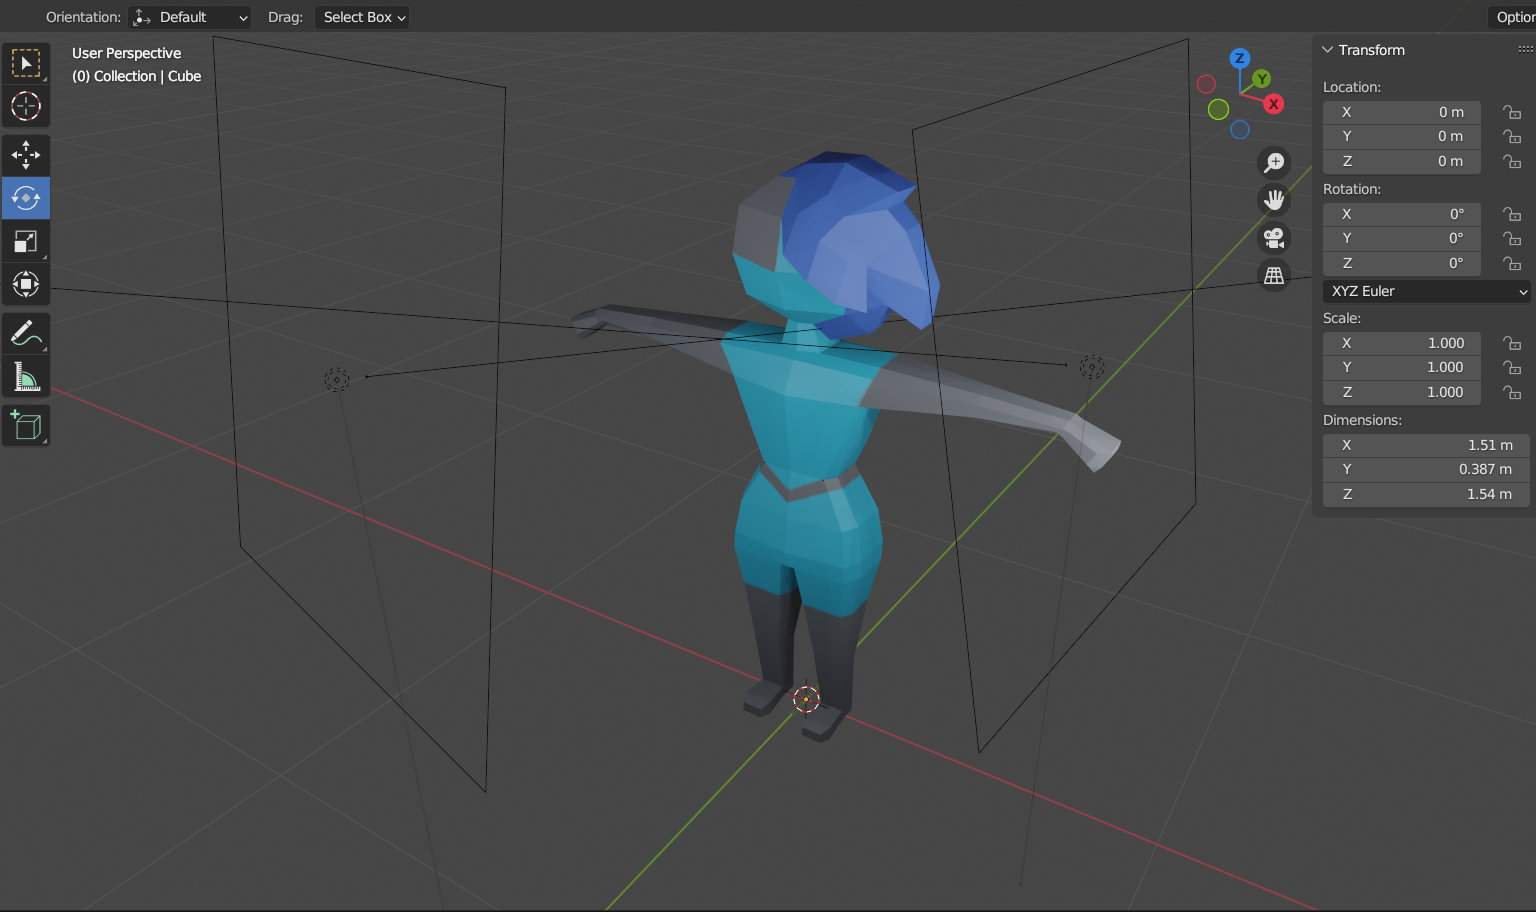 Orientation: Default Drag: Select Box Option
User Perspective
(0) Collection | Cube
Z
Y
X
Transform
Location:
X 0 m
Y 0 m
Z 0 m
Rotation:
X 0°
Y 0°
Z 0°
XYZ Euler
Scale:
X 1.000
Y 1.000
Z 1.000
Dimensions:
X 1.51 m
Y 0.387 m
Z 1.54 m